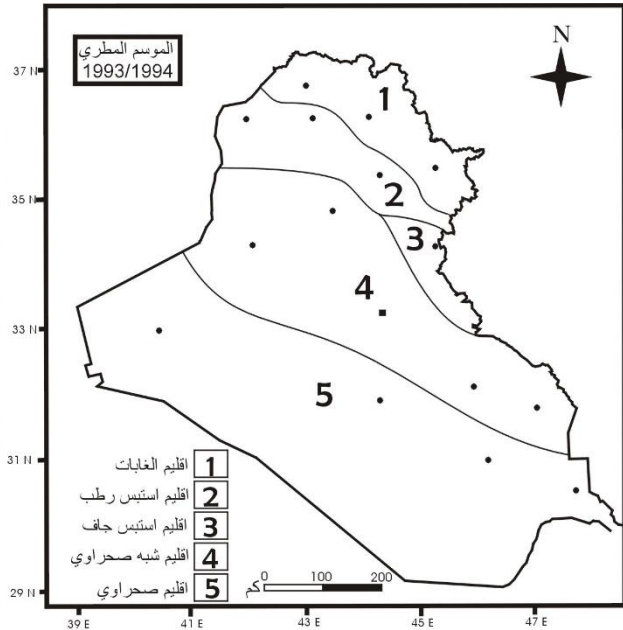 الموسم المطري
1993/1994
N
37 N
35 N
33 N
31 N
29 N
1
2
3
4
5
1 اقليم الغابات
2 اقليم استبس رطب
3 اقليم استبس جاف
4 اقليم شبه صحراوي
5 اقليم صحراوي
0 100 200
كم
39 E 41 E 43 E 45 E 47 E